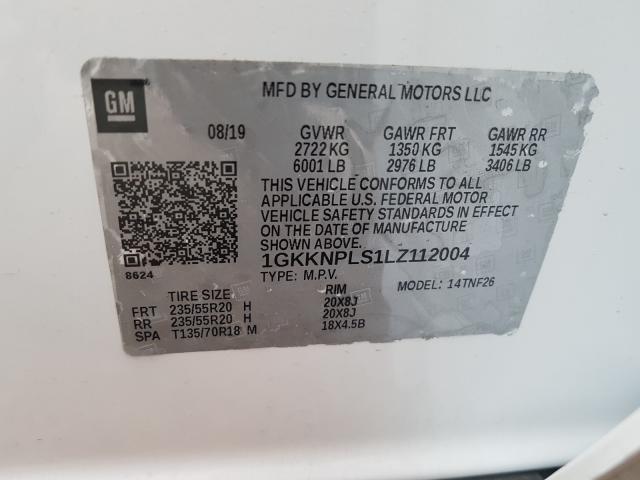 GM
MFD BY GENERAL MOTORS LLC
08/19 GVWR GAWR FRT GAWR RR
2722 KG 1350 KG 1545 KG
6001 LB 2976 LB 3406 LB
THIS VEHICLE CONFORMS TO ALL
APPLICABLE U.S. FEDERAL MOTOR
VEHICLE SAFETY STANDARDS IN EFFECT
ON THE DATE OF MANUFACTURE
SHOWN ABOVE.
8624
1GKKNPLS1LZ112004
TYPE: M.P.V. MODEL: 14TNF26
TIRE SIZE: RIM
FRT 235/55R20 H 20X8J
RR 235/55R20 H 20X8J
SPA T135/70R18 M 18X4.5B